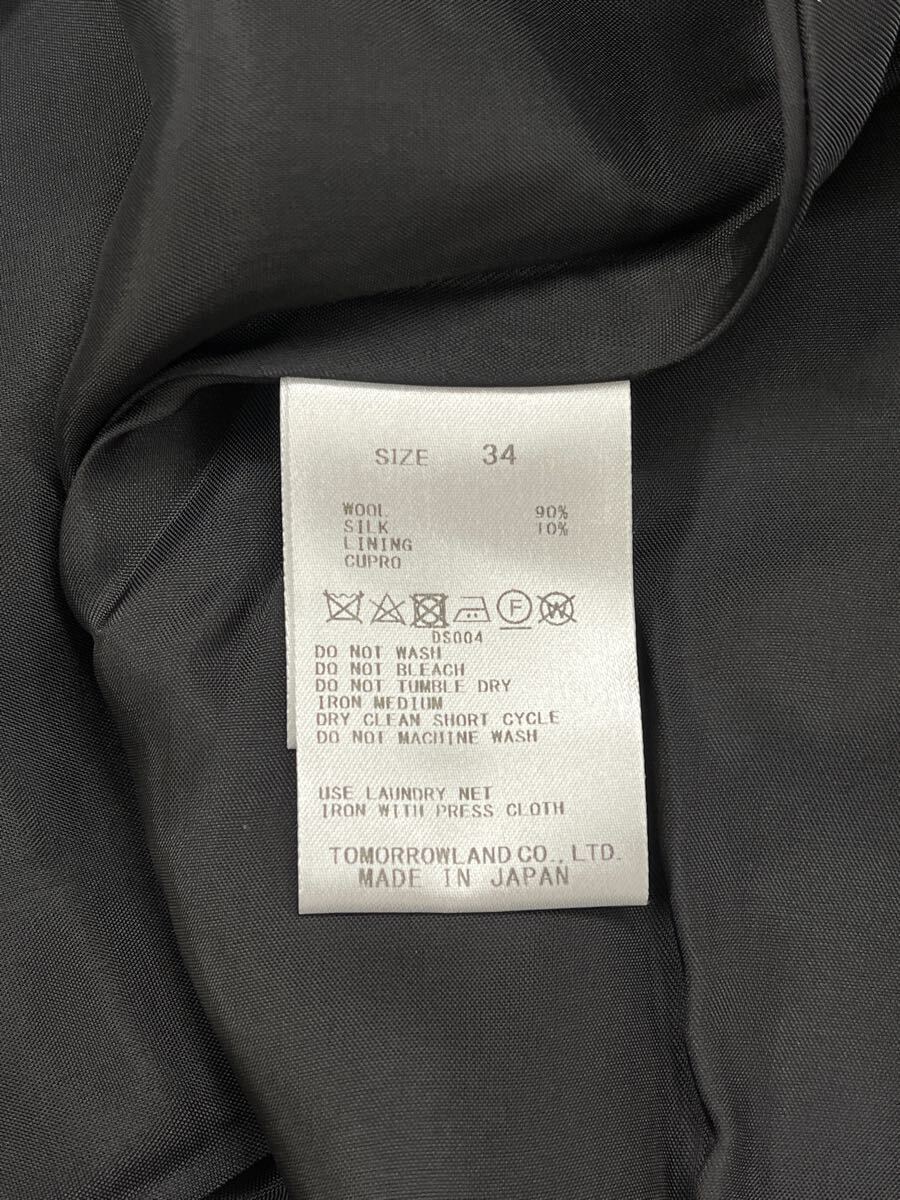 SIZE 34
WOOL 90%
SILK 10%
LINING
CUPRO
F W
DS004
DO NOT WASH
DO NOT BLEACH
DO NOT TUMBLE DRY
IRON MEDIUM
DRY CLEAN SHORT CYCLE
DO NOT MACHINE WASH
USE LAUNDRY NET
IRON WITH PRESS CLOTH
TOMORROWLAND CO., LTD.
MADE IN JAPAN